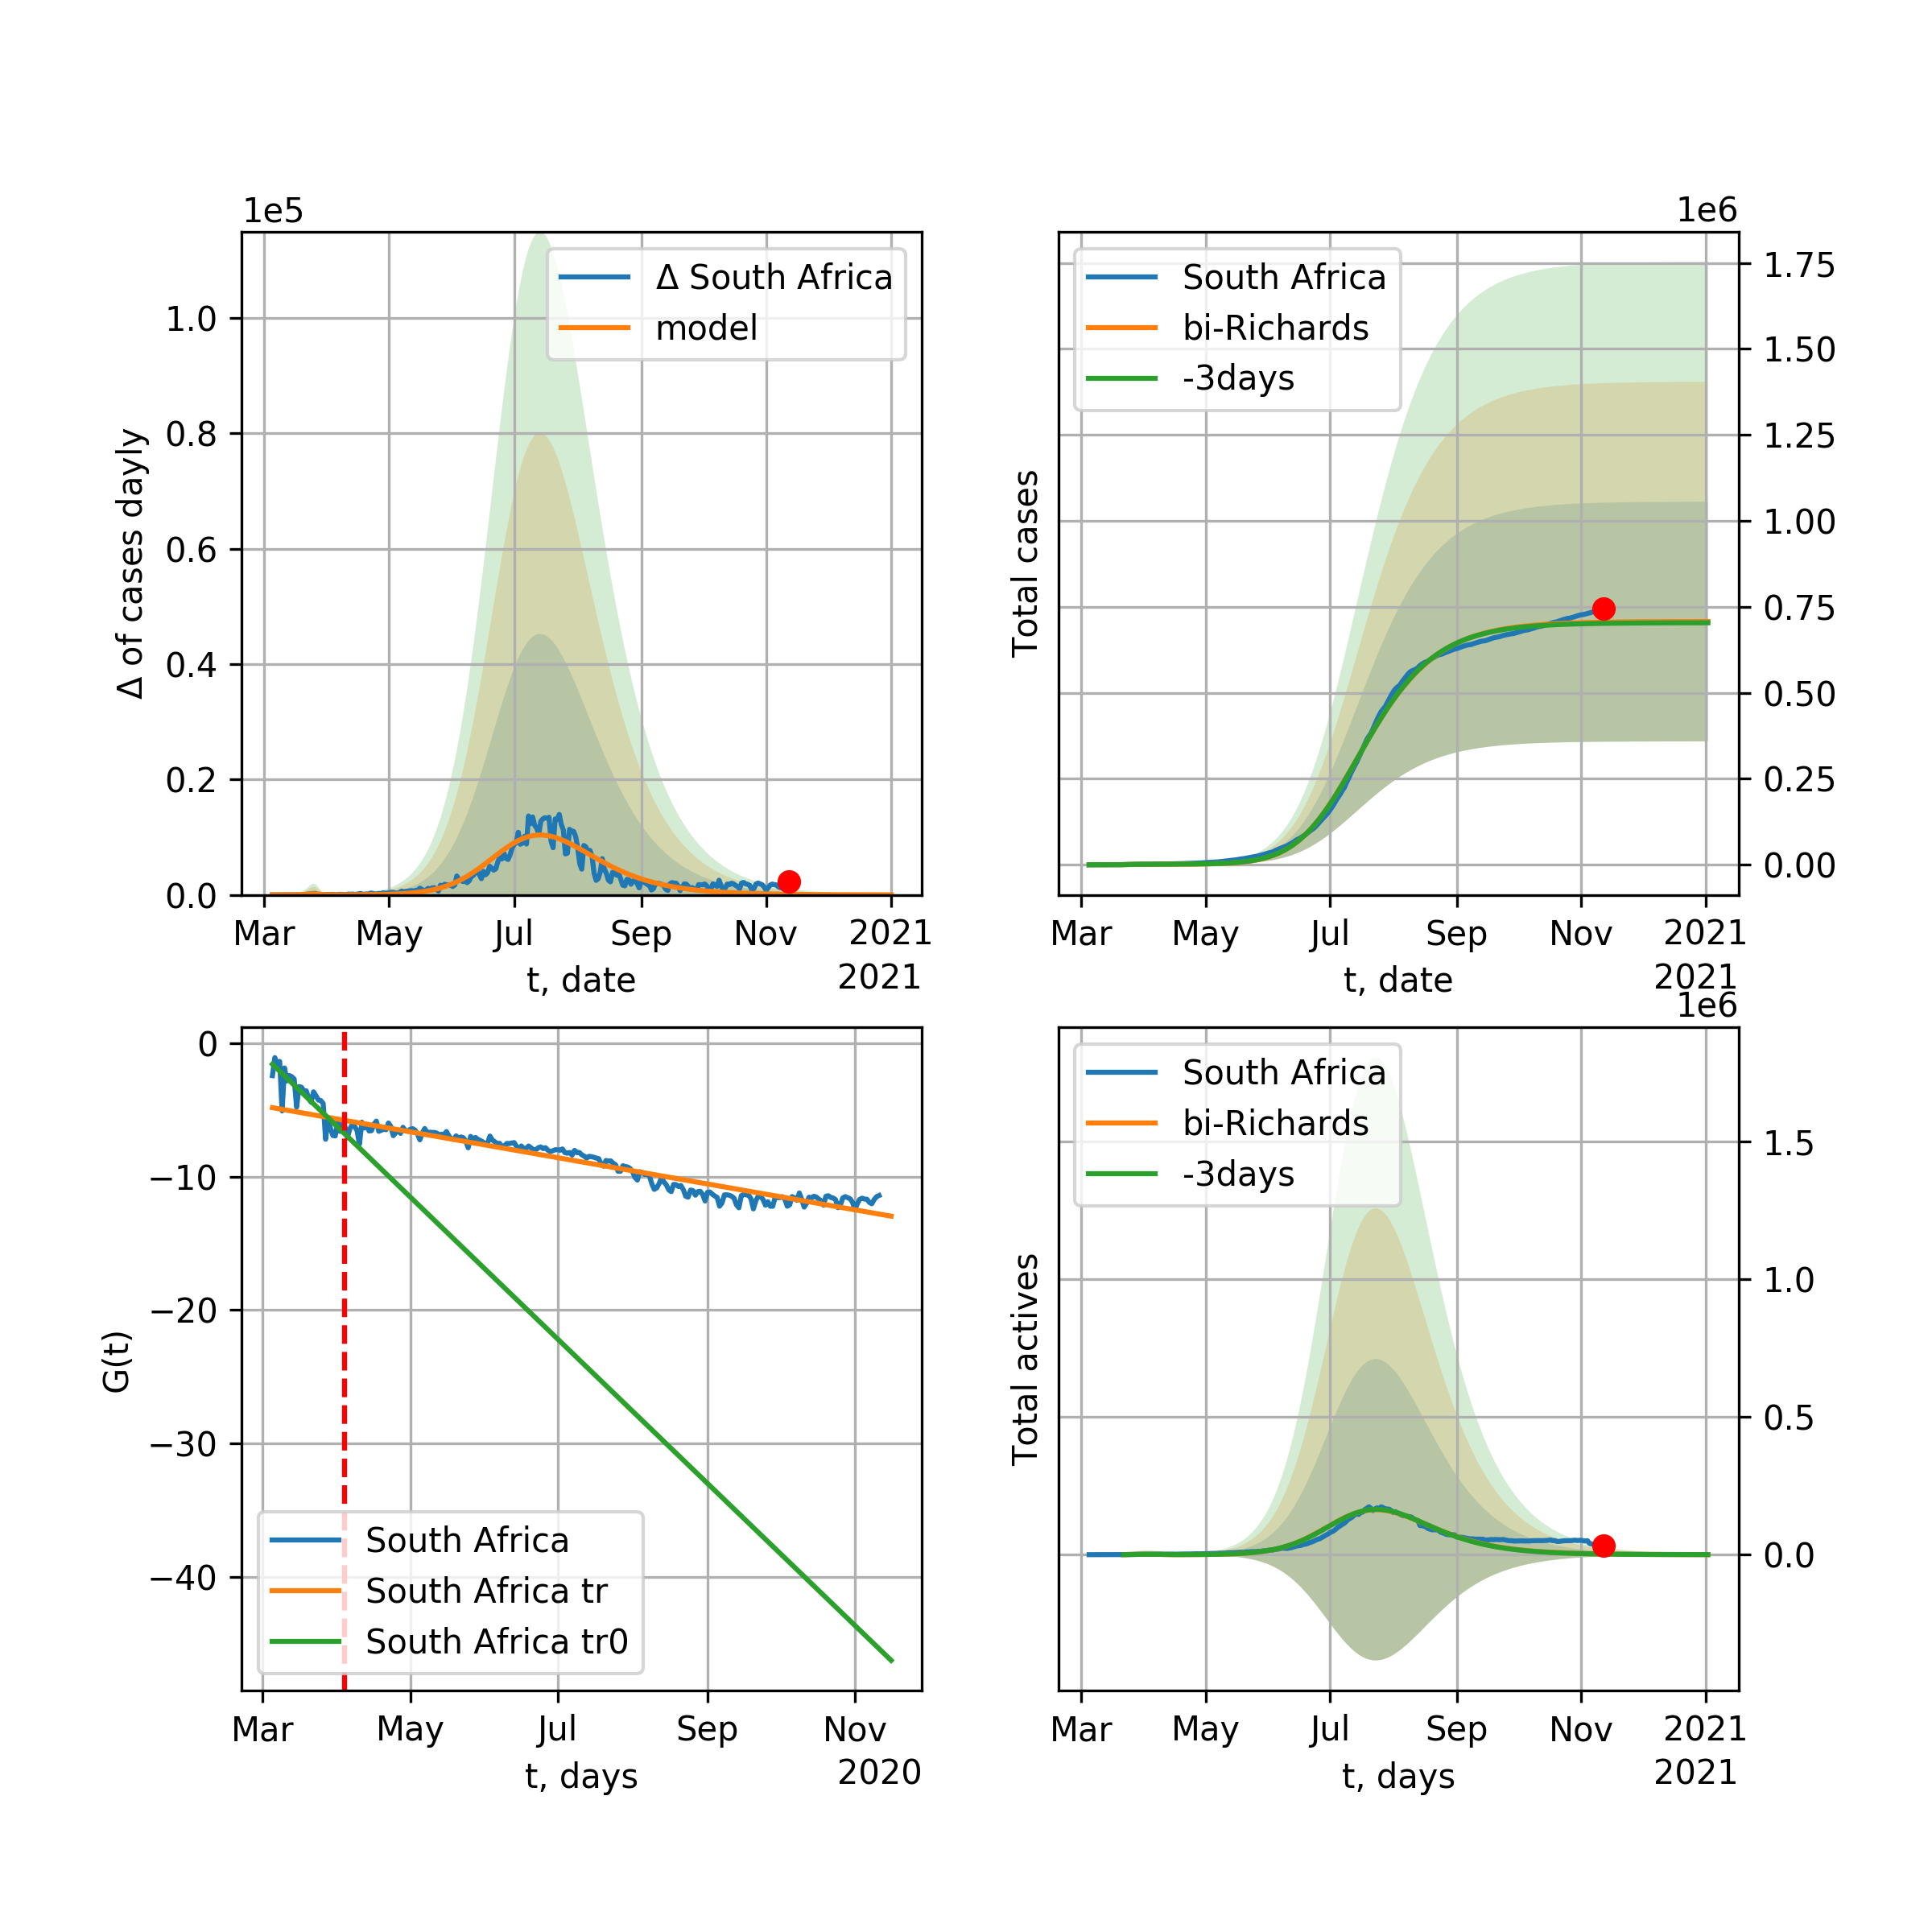 1e5
Δ South Africa
model
1.0
0.8
0.6
0.4
0.2
0.0
Δ of cases dayly
Mar May Jul Sep Nov 2021
t, date
2021
1e6
South Africa
bi-Richards
-3days
1.75
1.50
1.25
1.00
0.75
0.50
0.25
0.00
Total cases
Mar May Jul Sep Nov 2021
t, date
2021
0
−10
−20
−30
−40
G(t)
South Africa
South Africa tr
South Africa tr0
Mar May Jul Sep Nov
t, days
2020
1e6
South Africa
bi-Richards
-3days
1.5
1.0
0.5
0.0
Total actives
Mar May Jul Sep Nov 2021
t, days
2021